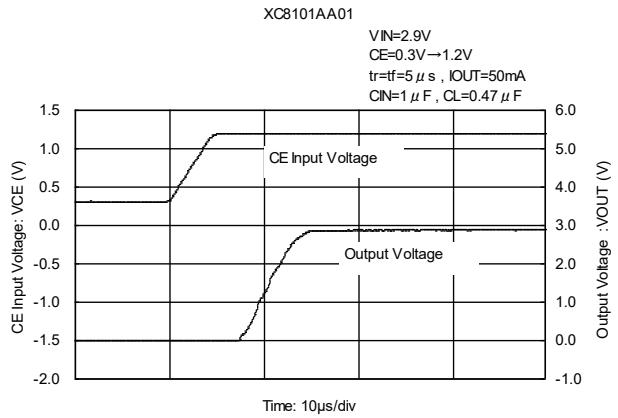 XC8101AA01
VIN=2.9V
CE=0.3V→1.2V
tr=tf=5μs , IOUT=50mA
CIN=1μF , CL=0.47μF
1.5
1.0
0.5
0.0
-0.5
-1.0
-1.5
-2.0
CE Input Voltage: VCE (V)
CE Input Voltage
Output Voltage
6.0
5.0
4.0
3.0
2.0
1.0
0.0
-1.0
Output Voltage :VOUT (V)
Time: 10μs/div